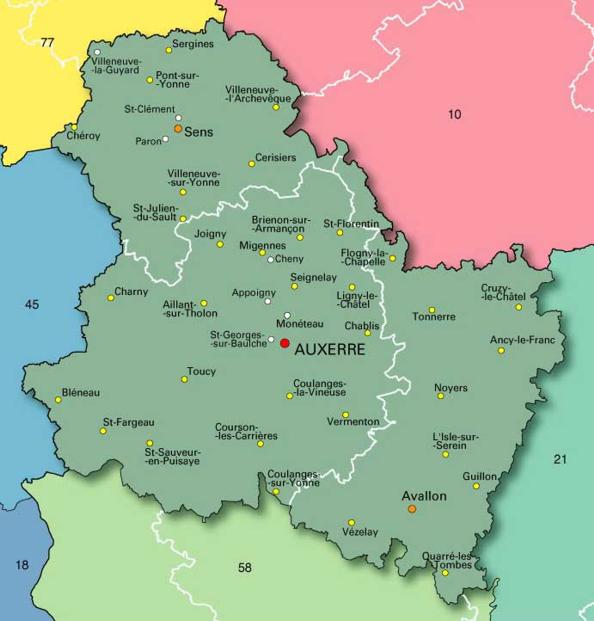 77
Sergines
Villeneuve-
-la-Guyard
Pont-sur-
-Yonne
Villeneuve-
-l'Archevêque
St-Clément
10
Sens
Chéroy
Paron
Cerisiers
Villeneuve-
-sur-Yonne
St-Julien-
-du-Sault
Brienon-sur-
-Armançon
St-Florentin
Joigny
Migennes
Cheny
Flogny-la-
-Chapelle
Seignelay
Charny
Appoigny
Ligny-le-
-Châtel
Cruzy-
-le-Châtel
45
Aillant-
-sur-Tholon
Tonnerre
Monéteau
Chablis
St-Georges-
-sur-Baulche
AUXERRE
Ancy-le-Franc
Toucy
Coulanges-
-la-Vineuse
Noyers
Bléneau
St-Fargeau
Vermenton
Courson-
-les-Carrières
L'Isle-sur-
-Serein
St-Sauveur-
-en-Puisaye
21
Coulanges-
-sur-Yonne
Guillon
Avallon
Vézelay
18
58
Quarré-les-
-Tombes